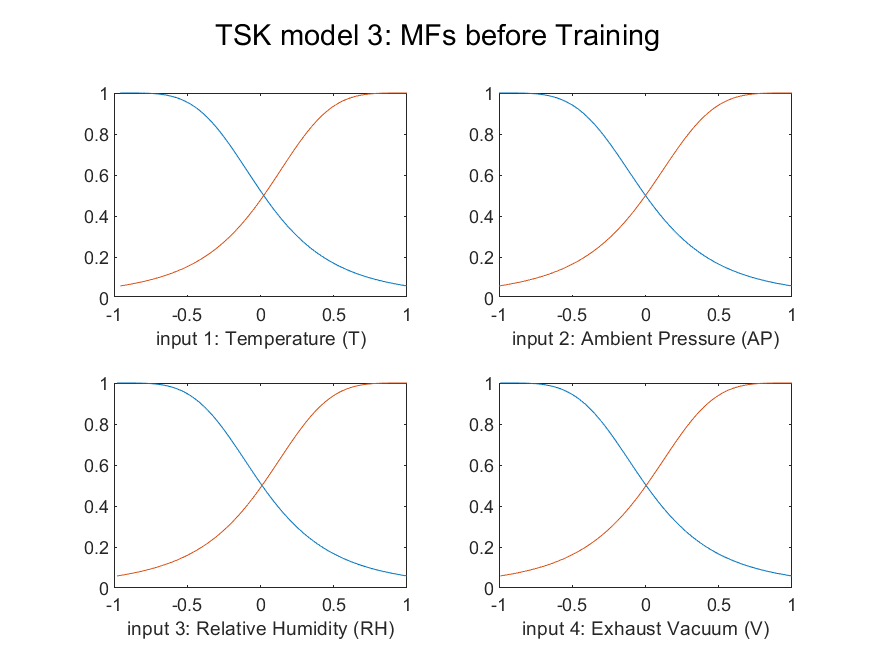 TSK model 3: MFs before Training
1
0.8
0.6
0.4
0.2
0
-1 -0.5 0 0.5 1
input 1: Temperature (T)
1
0.8
0.6
0.4
0.2
0
-1 -0.5 0 0.5 1
input 2: Ambient Pressure (AP)
1
0.8
0.6
0.4
0.2
0
-1 -0.5 0 0.5 1
input 3: Relative Humidity (RH)
1
0.8
0.6
0.4
0.2
0
-1 -0.5 0 0.5 1
input 4: Exhaust Vacuum (V)